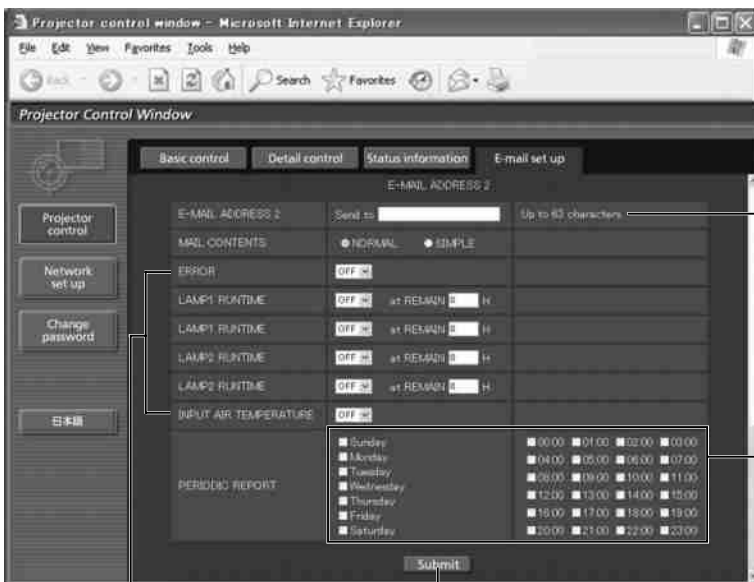 Projector control window - Microsoft Internet Explorer
File Edit View Favorites Tools Help
Back Search Favorites
Projector Control Window
Basic control Detail control Status information E-mail set up
E-MAIL ADDRESS 2
E-MAIL ADDRESS 2 Send to Up to 63 characters
MAIL CONTENTS NORMAL SIMPLE
ERROR OFF
LAMP1 RUNTIME OFF at REMAIN H
LAMP1 RUNTIME OFF at REMAIN H
LAMP2 RUNTIME OFF at REMAIN H
LAMP2 RUNTIME OFF at REMAIN H
INPUT AIR TEMPERATURE OFF
PERIODIC REPORT
Sunday
Monday
Tuesday
Wednesday
Thursday
Friday
Saturday
00:00 01:00 02:00 03:00
04:00 05:00 06:00 07:00
08:00 09:00 10:00 11:00
12:00 13:00 14:00 15:00
16:00 17:00 18:00 19:00
20:00 21:00 22:00 23:00
Submit
Projector
control
Network
set up
Change
password
日本語